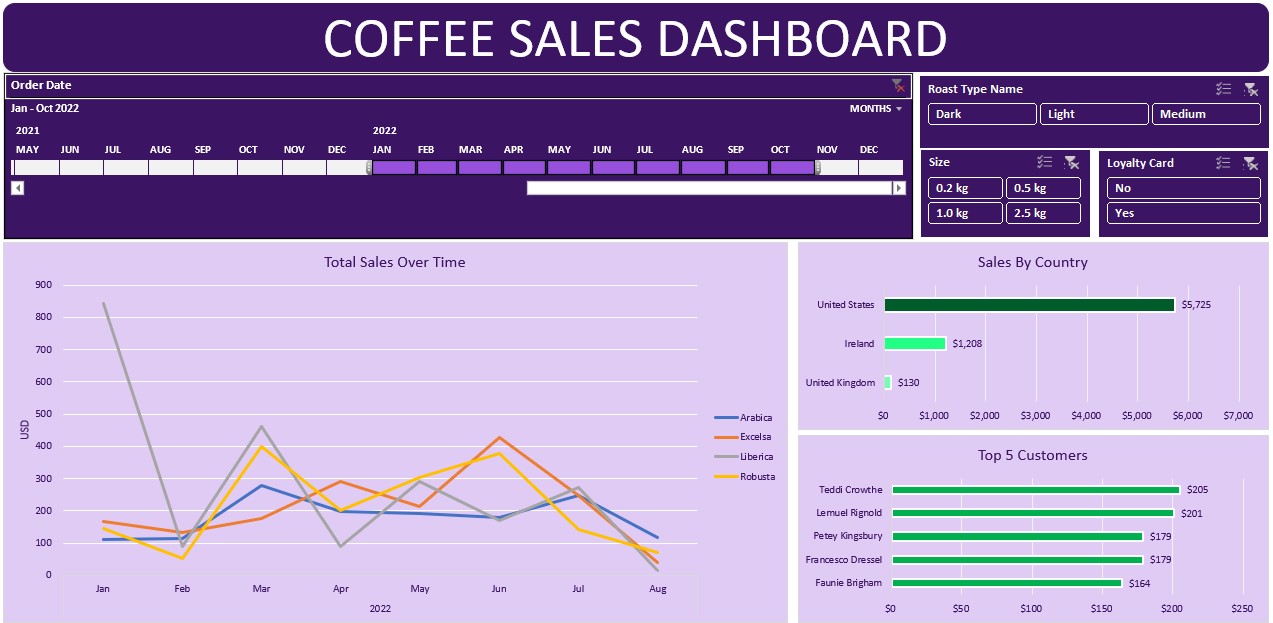 COFFEE SALES DASHBOARD
Order Date
Jan - Oct 2022 MONTHS
2021 2022
MAY JUN JUL AUG SEP OCT NOV DEC JAN FEB MAR APR MAY JUN JUL AUG SEP OCT NOV DEC
Roast Type Name
Dark Light Medium
Size
0.2 kg 0.5 kg
1.0 kg 2.5 kg
Loyalty Card
No
Yes
Total Sales Over Time
900
800
700
600
500
400
300
200
100
0
USD
Jan Feb Mar Apr May Jun Jul Aug
2022
Arabica
Excelsa
Liberica
Robusta
Sales By Country
United States $5,725
Ireland $1,208
United Kingdom $130
$0 $1,000 $2,000 $3,000 $4,000 $5,000 $6,000 $7,000
Top 5 Customers
Teddi Crowthe $205
Lemuel Rignold $201
Petey Kingsbury $179
Francesco Dressel $179
Faunie Brigham $164
$0 $50 $100 $150 $200 $250